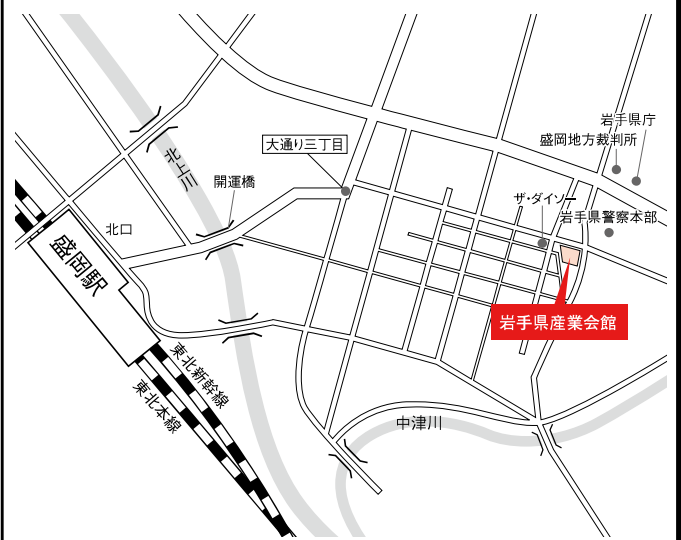 岩手県庁
盛岡地方裁判所
大通り三丁目
北上川
開運橋
ザ・ダイソー
岩手県警察本部
北口
盛岡駅
岩手県産業会館
東北新幹線
東北本線
中津川